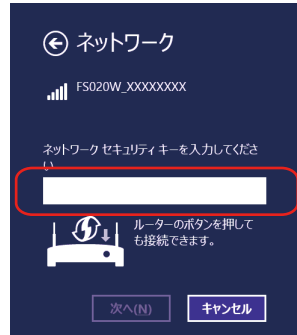 ネットワーク
FS020W_XXXXXXXX
ネットワーク セキュリティ キーを入力してくださ
い
ルーターのボタンを押して
も接続できます。
次へ(N)
キャンセル